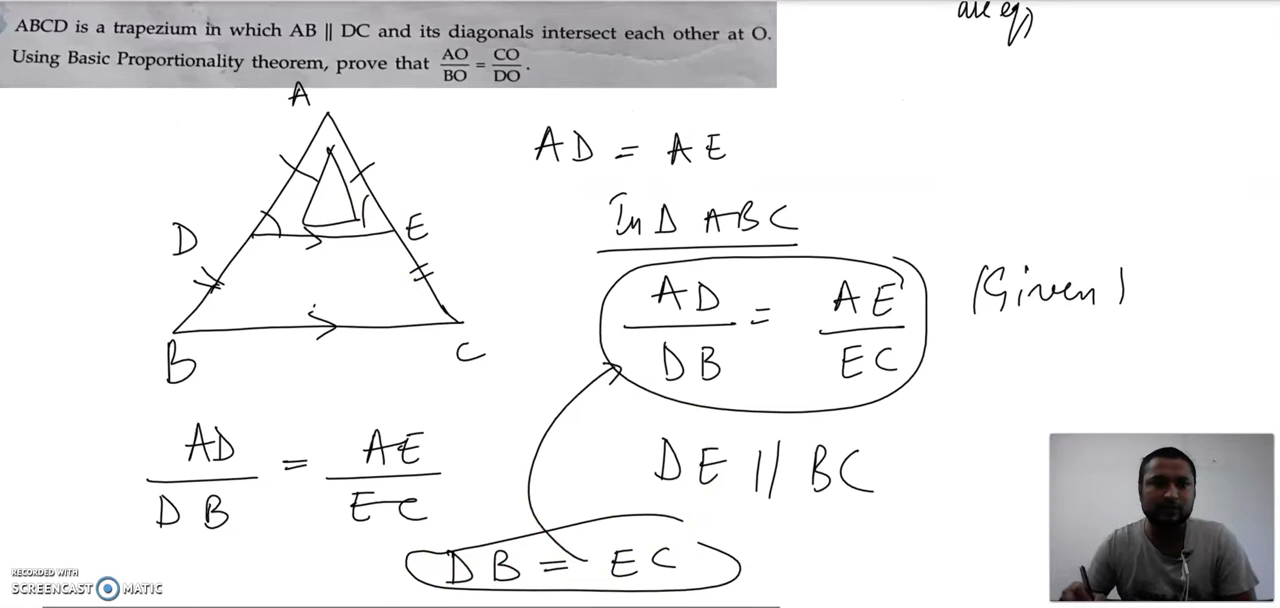 ABCD is a trapezium in which AB || DC and its diagonals intersect each other at O.
Using Basic Proportionality theorem, prove that AO/BO = CO/DO.
are eq
A
D
E
B
C
AD = AE
In Δ ABC
AD/DB = AE/EC (Given)
DE || BC
AD/DB = AE/EC
DB = EC
RECORDED WITH
SCREENCAST MATIC